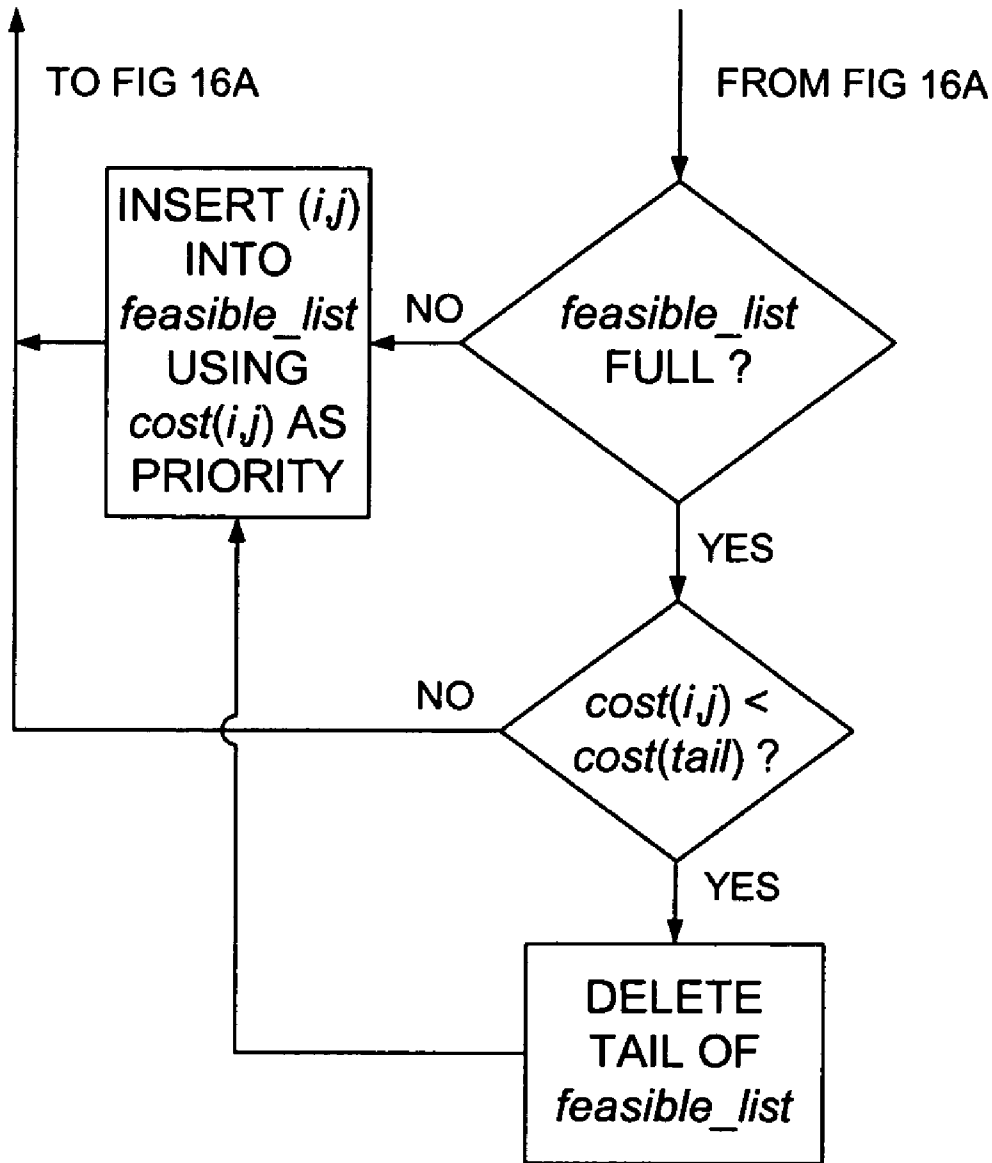 TO FIG 16A
FROM FIG 16A
INSERT (i,j)
INTO
feasible_list
USING
cost(i,j) AS
PRIORITY
NO
feasible_list
FULL ?
YES
NO
cost(i,j) <
cost(tail) ?
YES
DELETE
TAIL OF
feasible_list